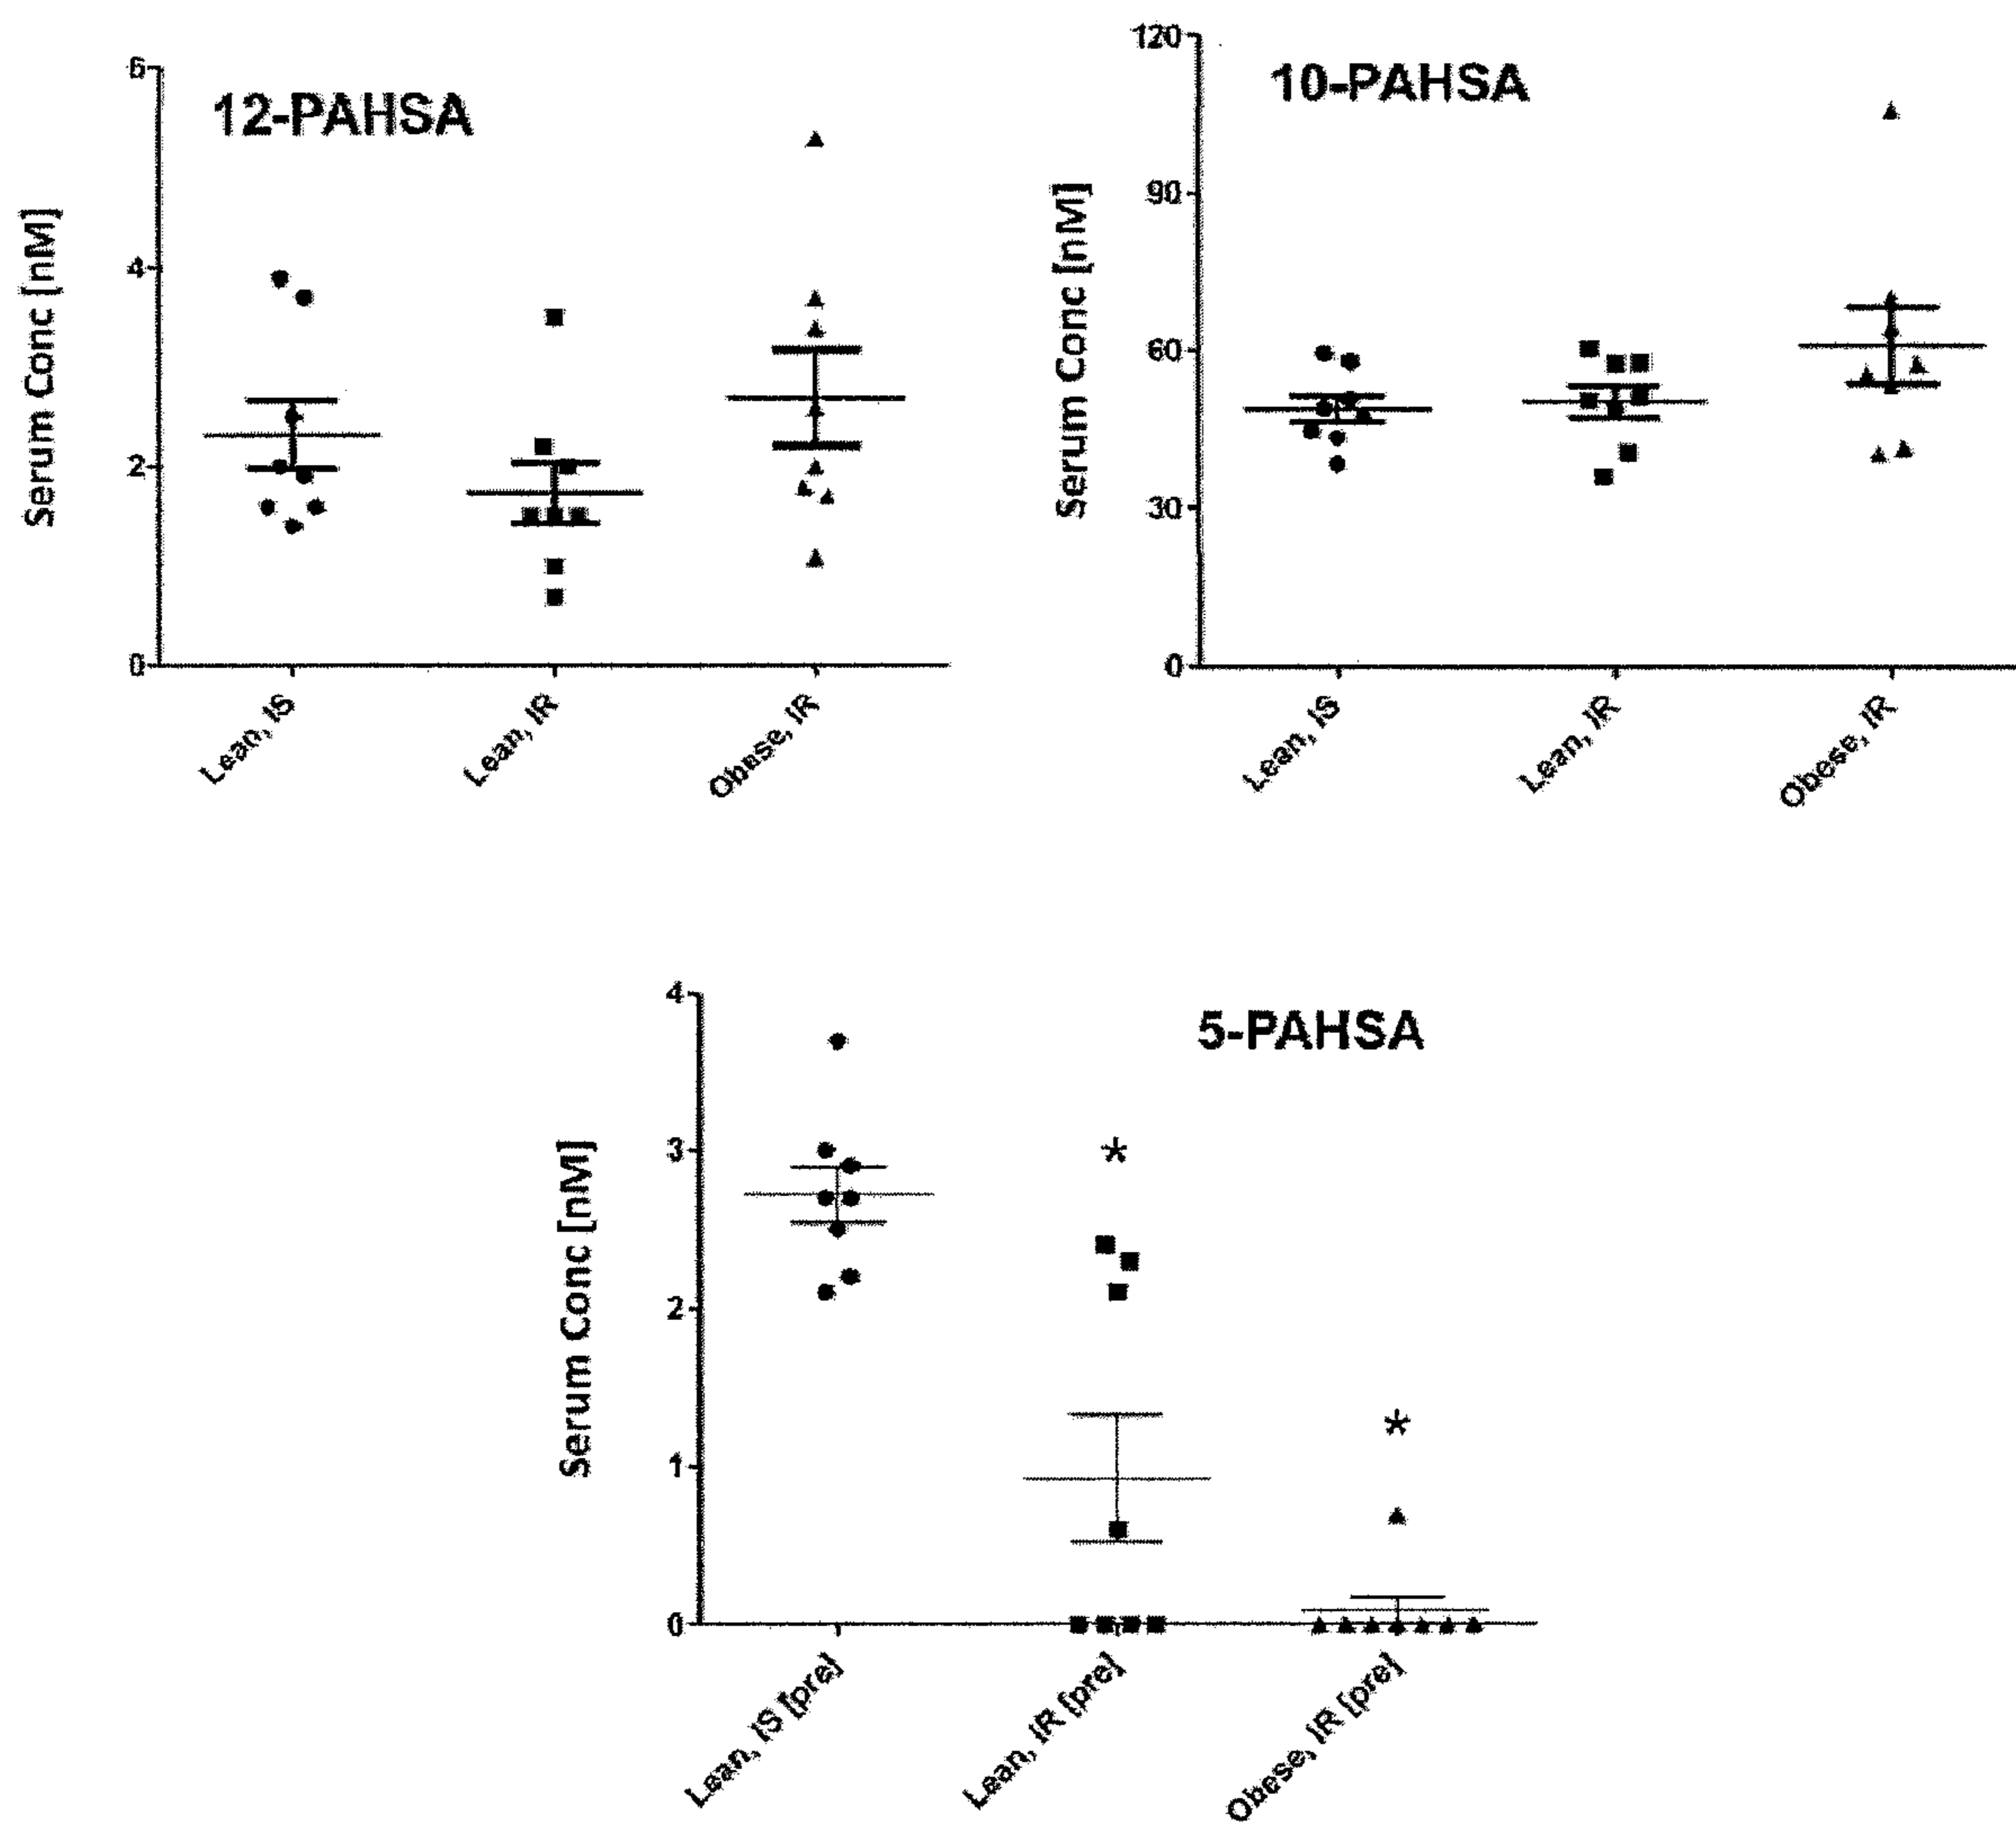 12-PAHSA
Serum Conc [nM]
6
4
2
0
Lean, IS
Lean, IR
Obese, IR
10-PAHSA
Serum Conc [nM]
120
90
60
30
0
Lean, IS
Lean, IR
Obese, IR
5-PAHSA
Serum Conc [nM]
4
3
2
1
0
*
*
Lean, IS [pre]
Lean, IR [pre]
Obese, IR [pre]